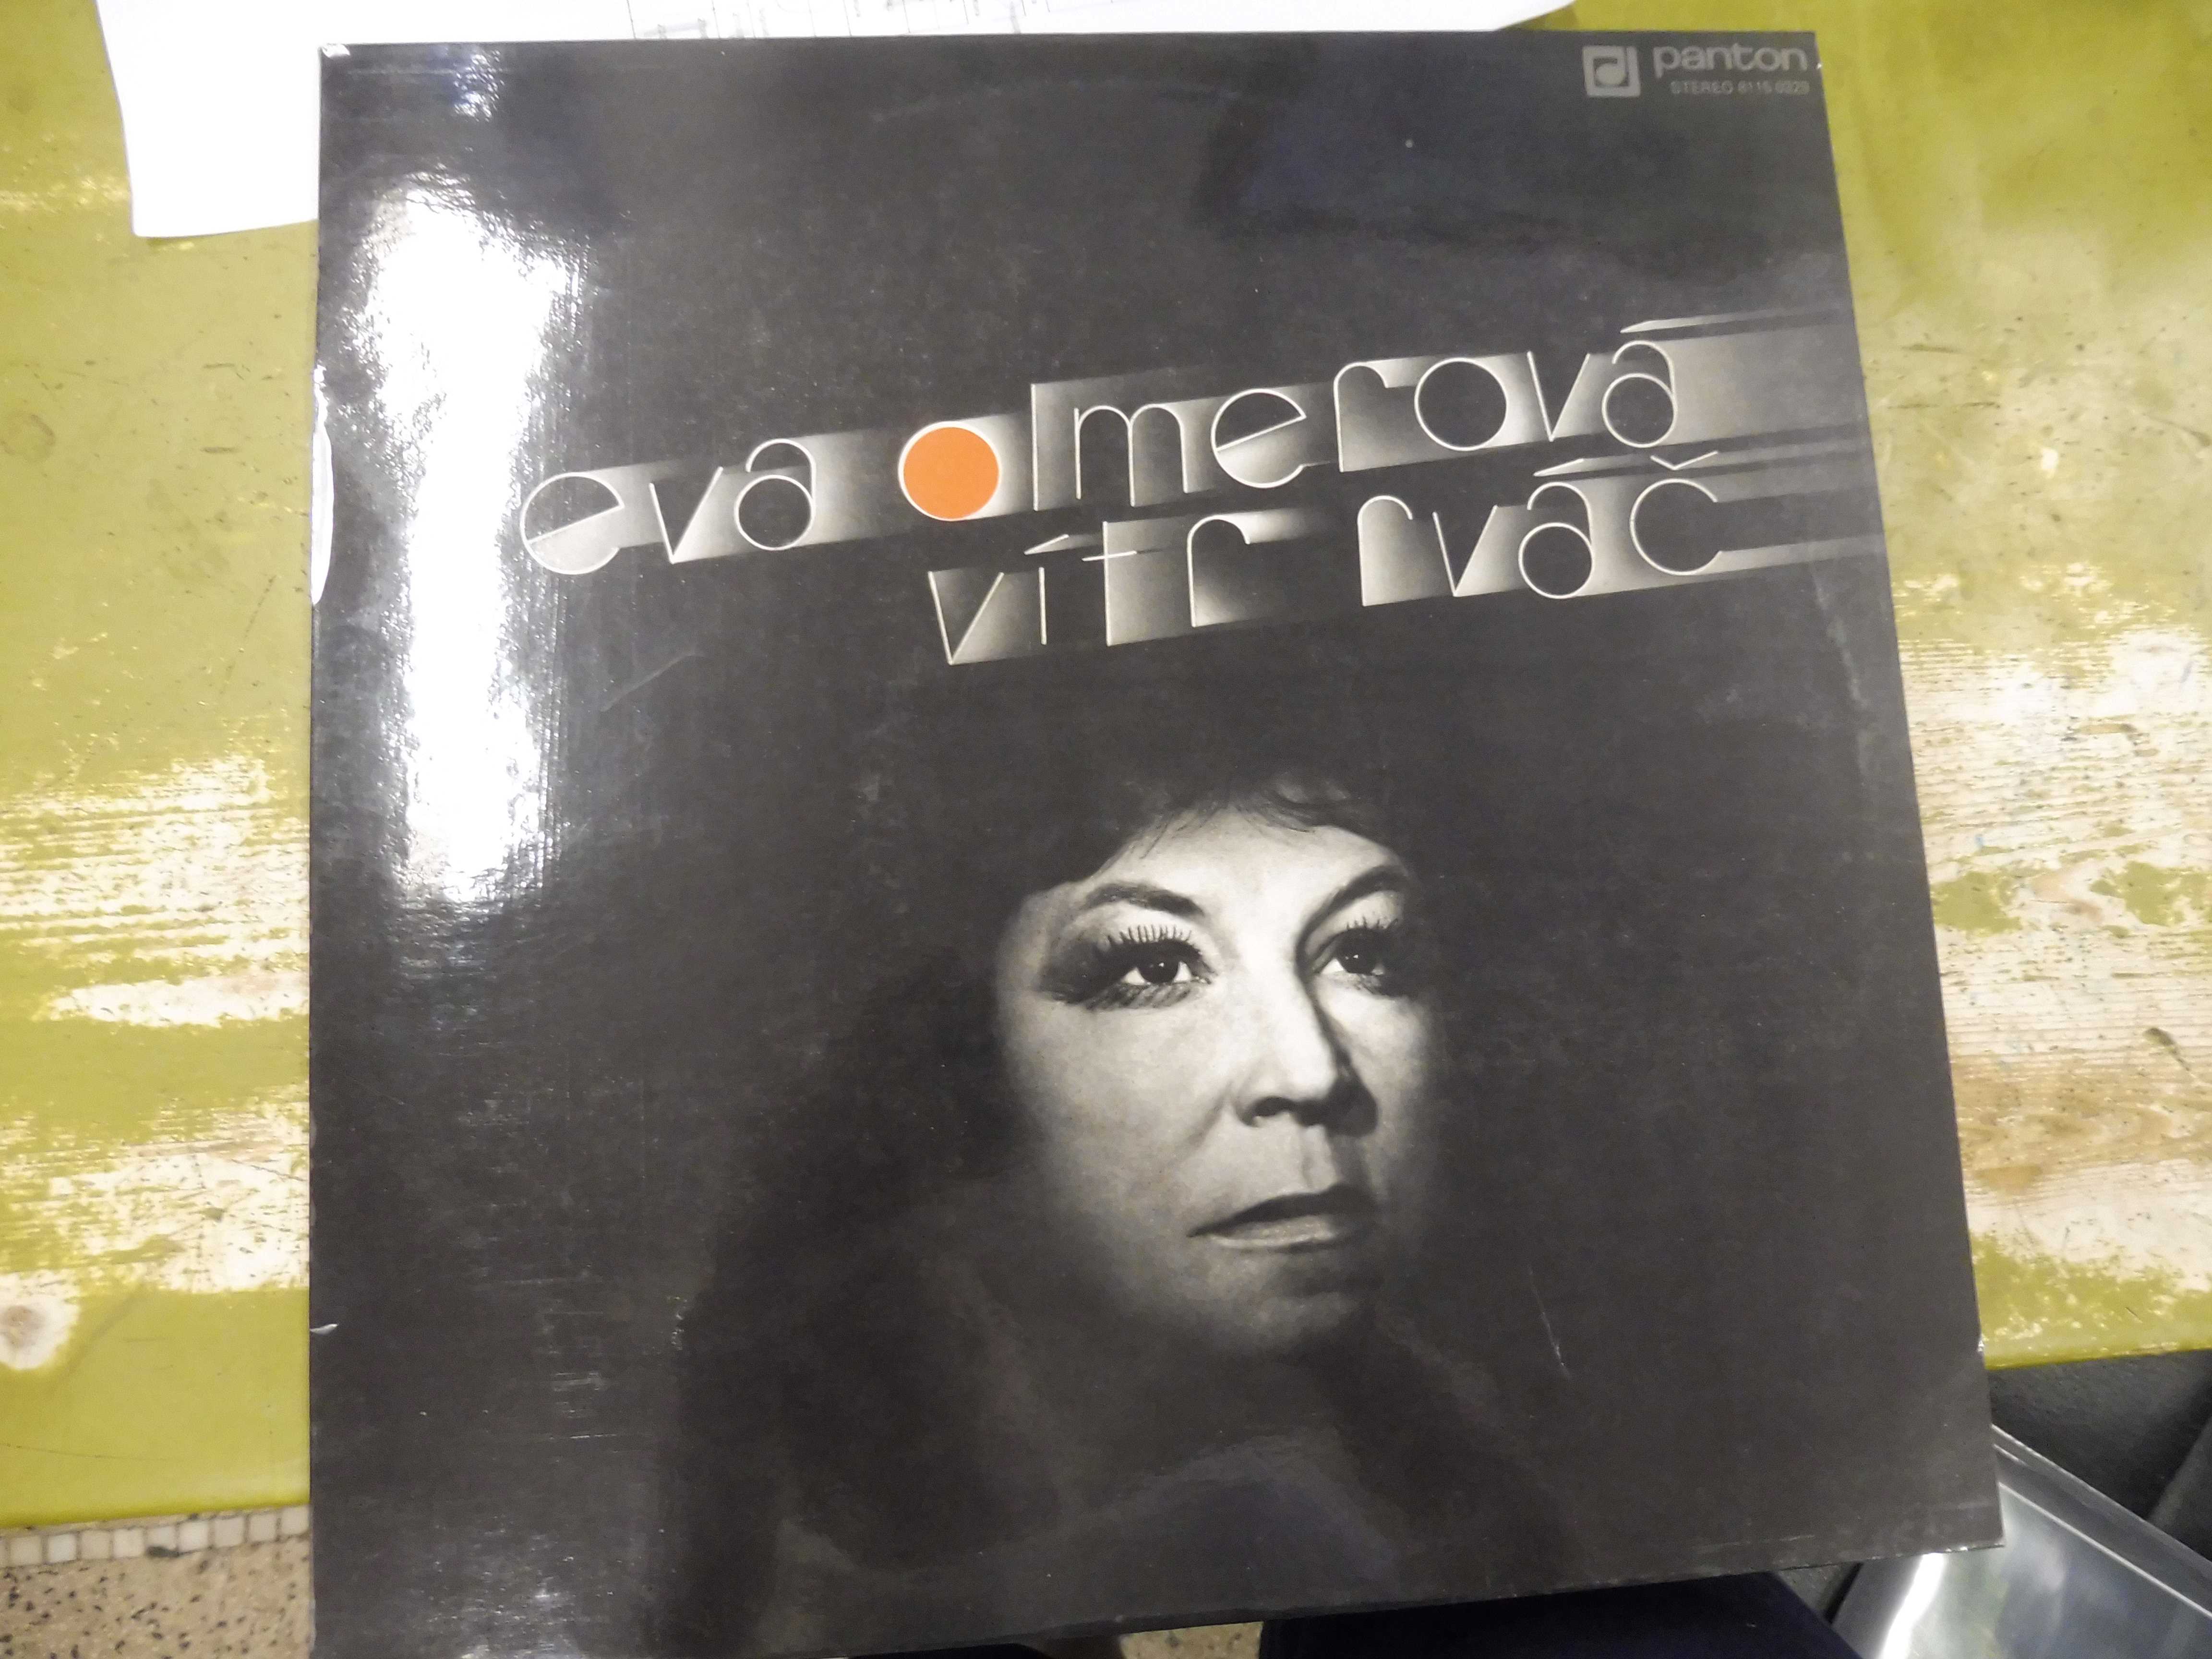 panton
STEREO 8115 0229
eva olmerová
vítr rváč